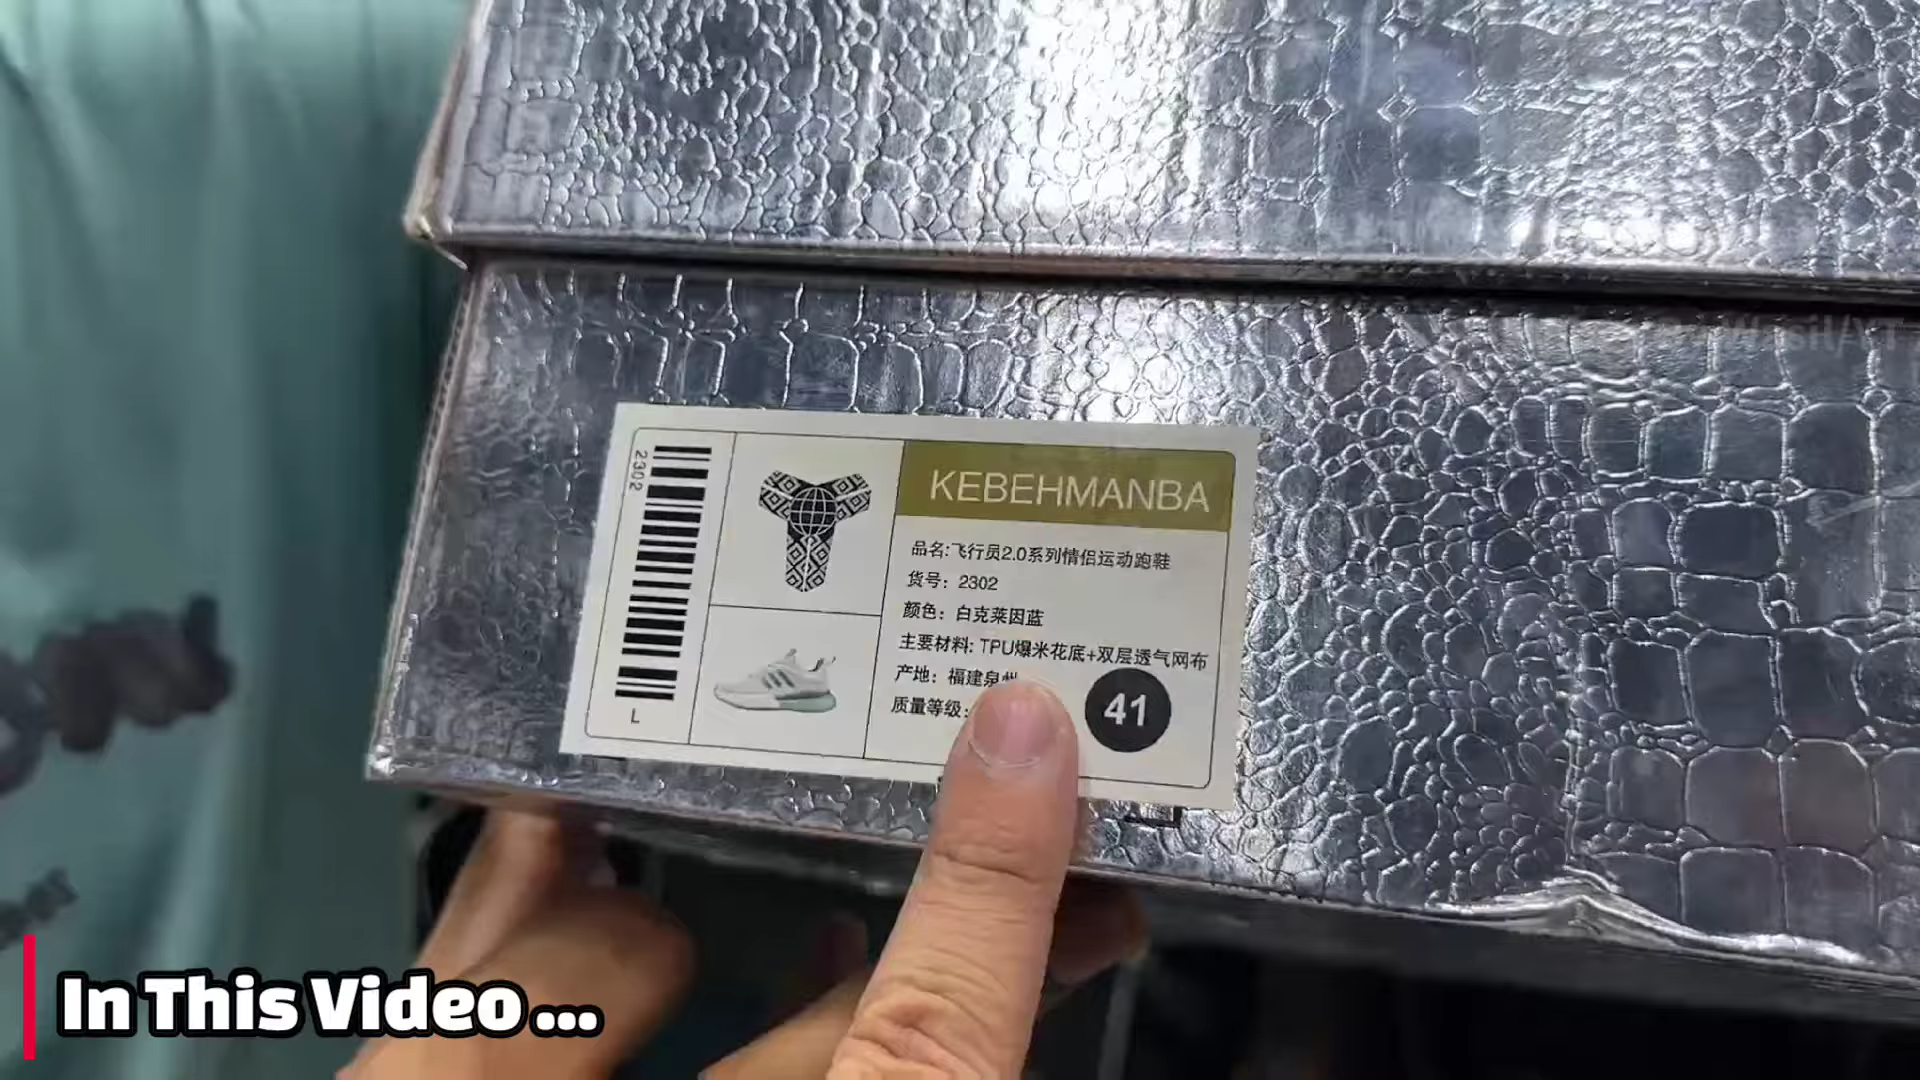 2302
L
KEBEHMANBA
品名:飞行员2.0系列情侣运动跑鞋
货号: 2302
颜色: 白克莱因蓝
主要材料: TPU爆米花底+双层透气网布
产地: 福建泉州
质量等级:
41
In This Video ...